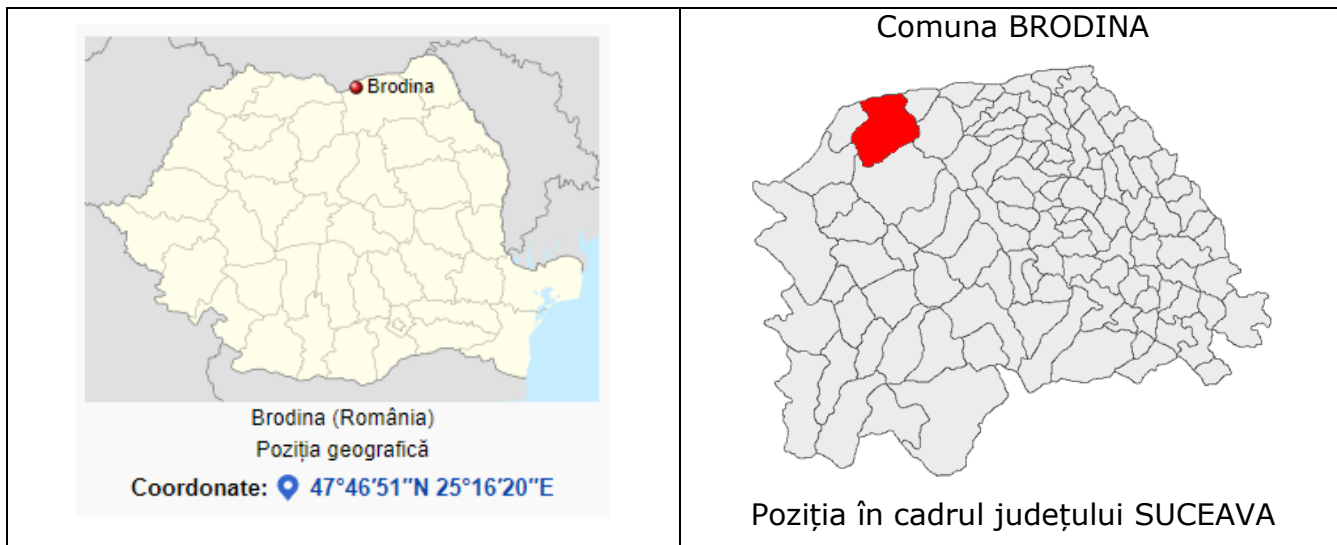 Brodina
Brodina (România)
Poziția geografică
Coordonate: 47°46′51″N 25°16′20″E
Comuna BRODINA
Poziția în cadrul județului SUCEAVA